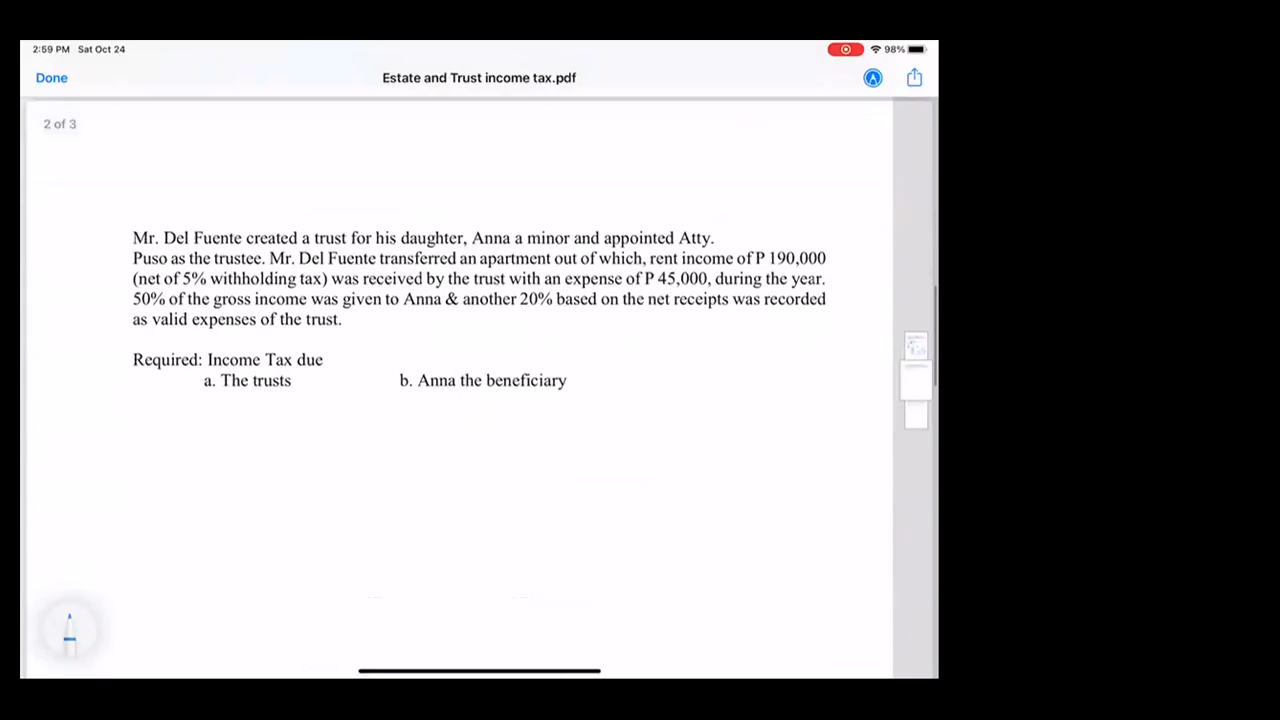 2:59 PM Sat Oct 24
98%
Done
Estate and Trust income tax.pdf
2 of 3
Mr. Del Fuente created a trust for his daughter, Anna a minor and appointed Atty.
Puso as the trustee. Mr. Del Fuente transferred an apartment out of which, rent income of P 190,000
(net of 5% withholding tax) was received by the trust with an expense of P 45,000, during the year.
50% of the gross income was given to Anna & another 20% based on the net receipts was recorded
as valid expenses of the trust.
Required: Income Tax due
a. The trusts b. Anna the beneficiary